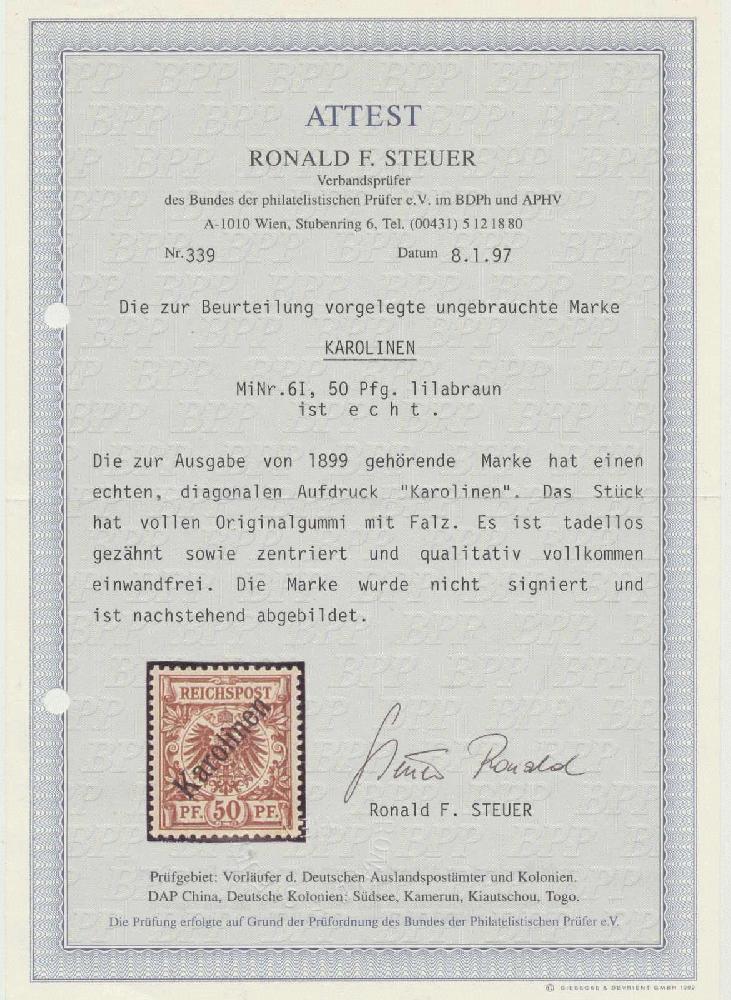 ATTEST
RONALD F. STEUER
Verbandsprüfer
des Bundes der philatelistischen Prüfer e.V. im BDPh und APHV
A-1010 Wien, Stubenring 6, Tel. (00431) 5 12 18 80
Nr. 339 Datum 8.1.97
Die zur Beurteilung vorgelegte ungebrauchte Marke
KAROLINEN
MiNr.6I, 50 Pfg. lilabraun
ist e c h t .
Die zur Ausgabe von 1899 gehörende Marke hat einen
echten, diagonalen Aufdruck "Karolinen". Das Stück
hat vollen Originalgummi mit Falz. Es ist tadellos
gezähnt sowie zentriert und qualitativ vollkommen
einwandfrei. Die Marke wurde nicht signiert und
ist nachstehend abgebildet.
REICHSPOST
Karolinen
PF. 50 PF.
Steuer Ronald
Ronald F. STEUER
Prüfgebiet: Vorläufer d. Deutschen Auslandspostämter und Kolonien.
DAP China, Deutsche Kolonien: Südsee, Kamerun, Kiautschou, Togo.
Die Prüfung erfolgte auf Grund der Prüfordnung des Bundes der Philatelistischen Prüfer e.V.
© GIESECKE & DEVRIENT GMBH